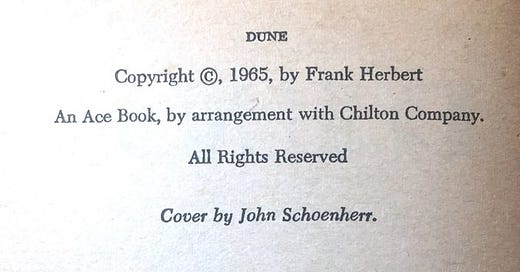 DUNE
Copyright ©, 1965, by Frank Herbert
An Ace Book, by arrangement with Chilton Company.
All Rights Reserved
Cover by John Schoenherr.